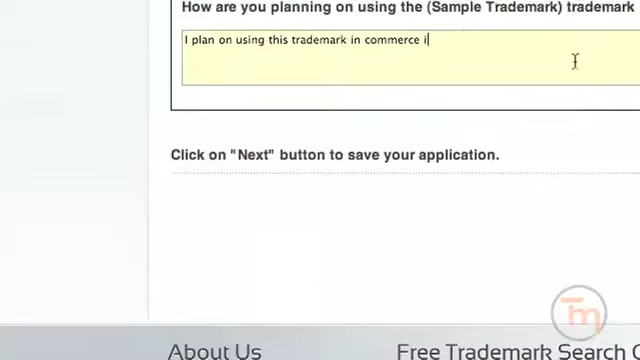 How are you planning on using the (Sample Trademark) trademark
I plan on using this trademark in commerce i
Click on "Next" button to save your application.
Tm
About Us
Free Trademark Search